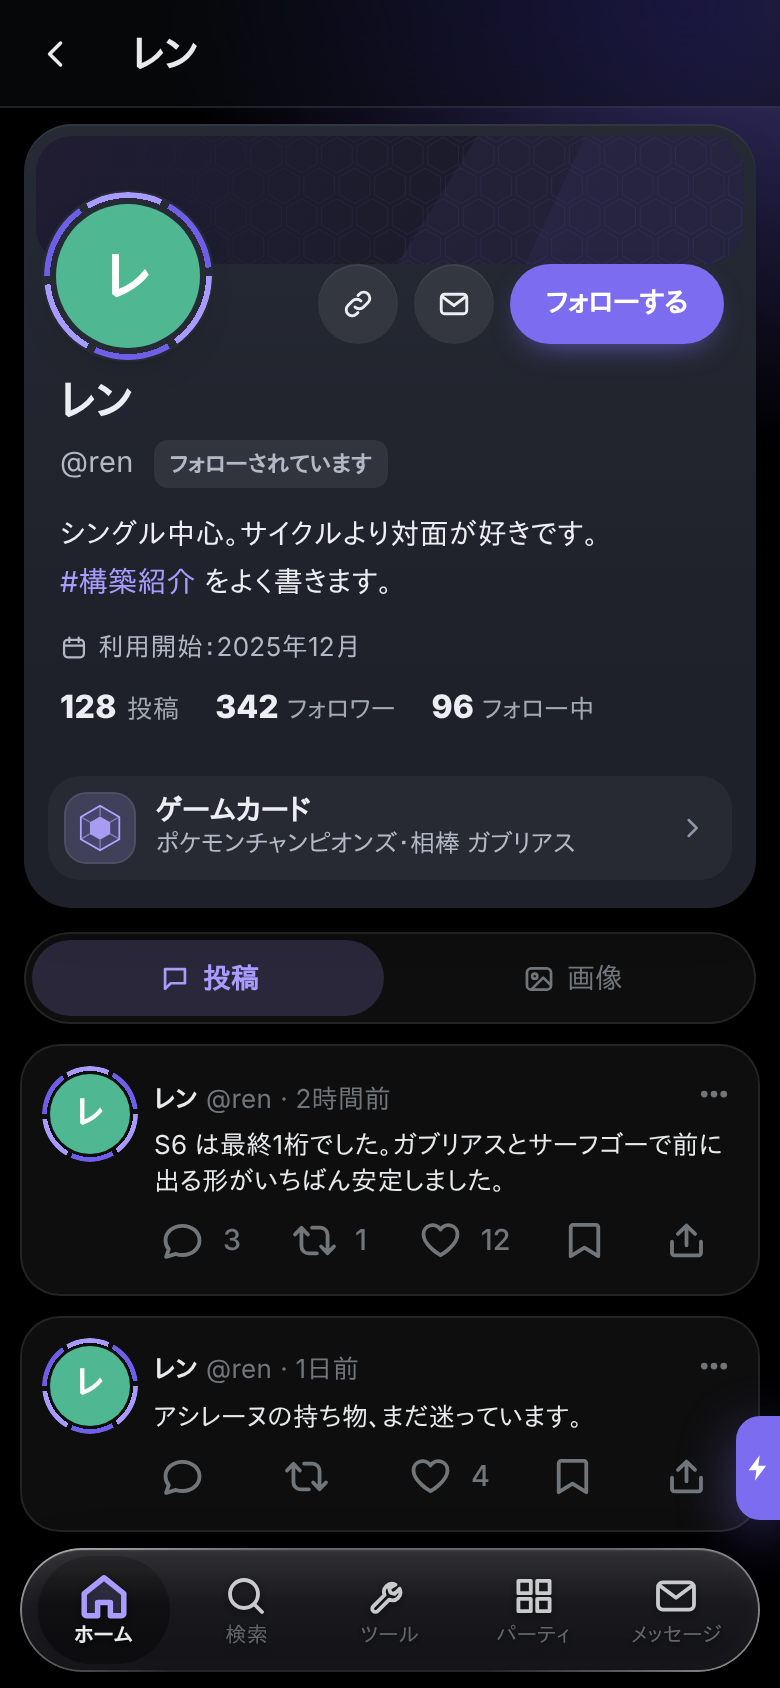 レン
レ
フォローする
レン
@ren フォローされています
シングル中心。サイクルより対面が好きです。
#構築紹介 をよく書きます。
利用開始:2025年12月
128 投稿 342 フォロワー 96 フォロー中
ゲームカード
ポケモンチャンピオンズ·相棒 ガブリアス
投稿 画像
レ
レン @ren · 2時間前
S6 は最終1桁でした。ガブリアスとサーフゴーで前に
出る形がいちばん安定しました。
3 1 12
レ
レン @ren · 1日前
アシレーヌの持ち物、まだ迷っています。
4
ホーム 検索 ツール パーティ メッセージ